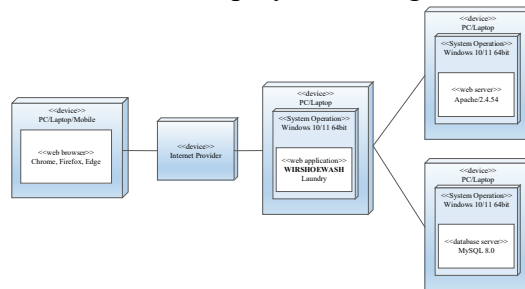 <<device>>
PC/Laptop/Mobile
<<web browser>>
Chrome, Firefox, Edge
<<device>>
Internet Provider
<<device>>
PC/Laptop
<<System Operation>>
Windows 10/11 64bit
<<web application>>
WIRSHOEWASH
Laundry
<<device>>
PC/Laptop
<<System Operation>>
Windows 10/11 64bit
<<web server>>
Apache/2.4.54
<<device>>
PC/Laptop
<<System Operation>>
Windows 10/11 64bit
<<database server>>
MySQL 8.0